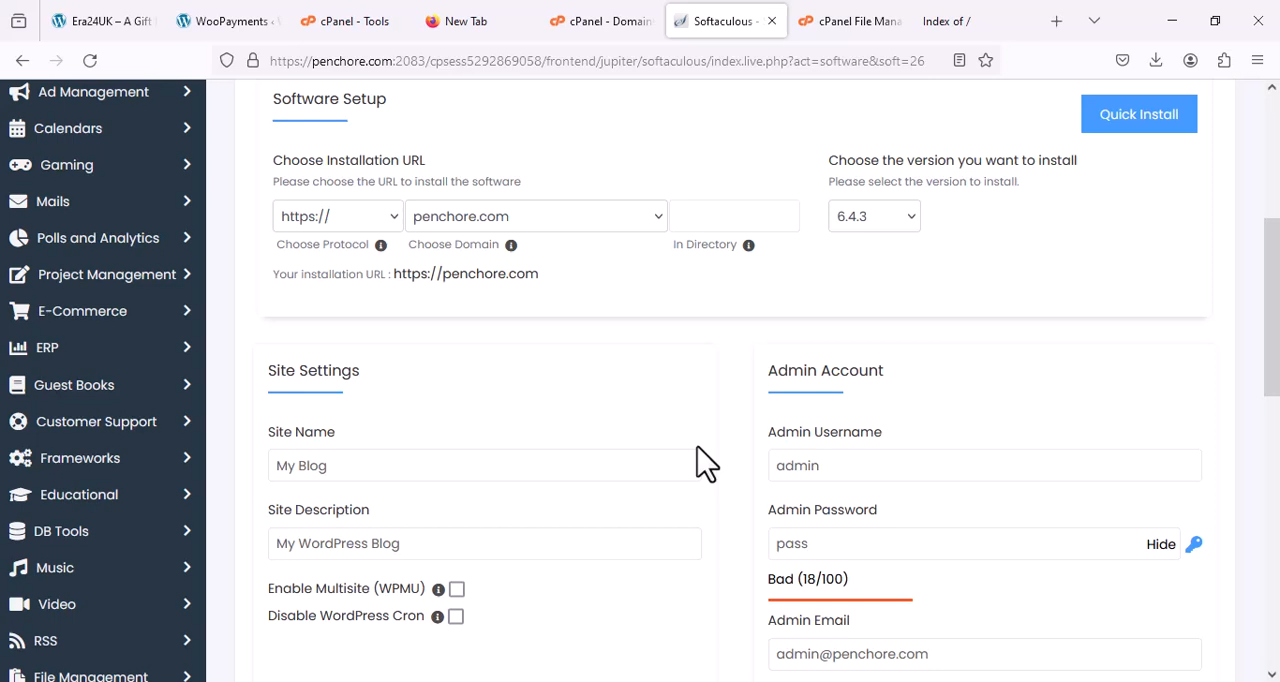 Era24UK – A Gift
WooPayments ‹
cPanel - Tools
New Tab
cPanel - Domain
Softaculous -
cPanel File Mana
Index of /
https://penchore.com:2083/cpsess5292869058/frontend/jupiter/softaculous/index.live.php?act=software&soft=26
Ad Management
Calendars
Gaming
Mails
Polls and Analytics
Project Management
E-Commerce
ERP
Guest Books
Customer Support
Frameworks
Educational
DB Tools
Music
Video
RSS
File Management
Software Setup
Quick Install
Choose Installation URL
Please choose the URL to install the software
https://
penchore.com
Choose Protocol
Choose Domain
In Directory
Your installation URL : https://penchore.com
Choose the version you want to install
Please select the version to install.
6.4.3
Site Settings
Site Name
My Blog
Site Description
My WordPress Blog
Enable Multisite (WPMU)
Disable WordPress Cron
Admin Account
Admin Username
admin
Admin Password
pass
Hide
Bad (18/100)
Admin Email
admin@penchore.com